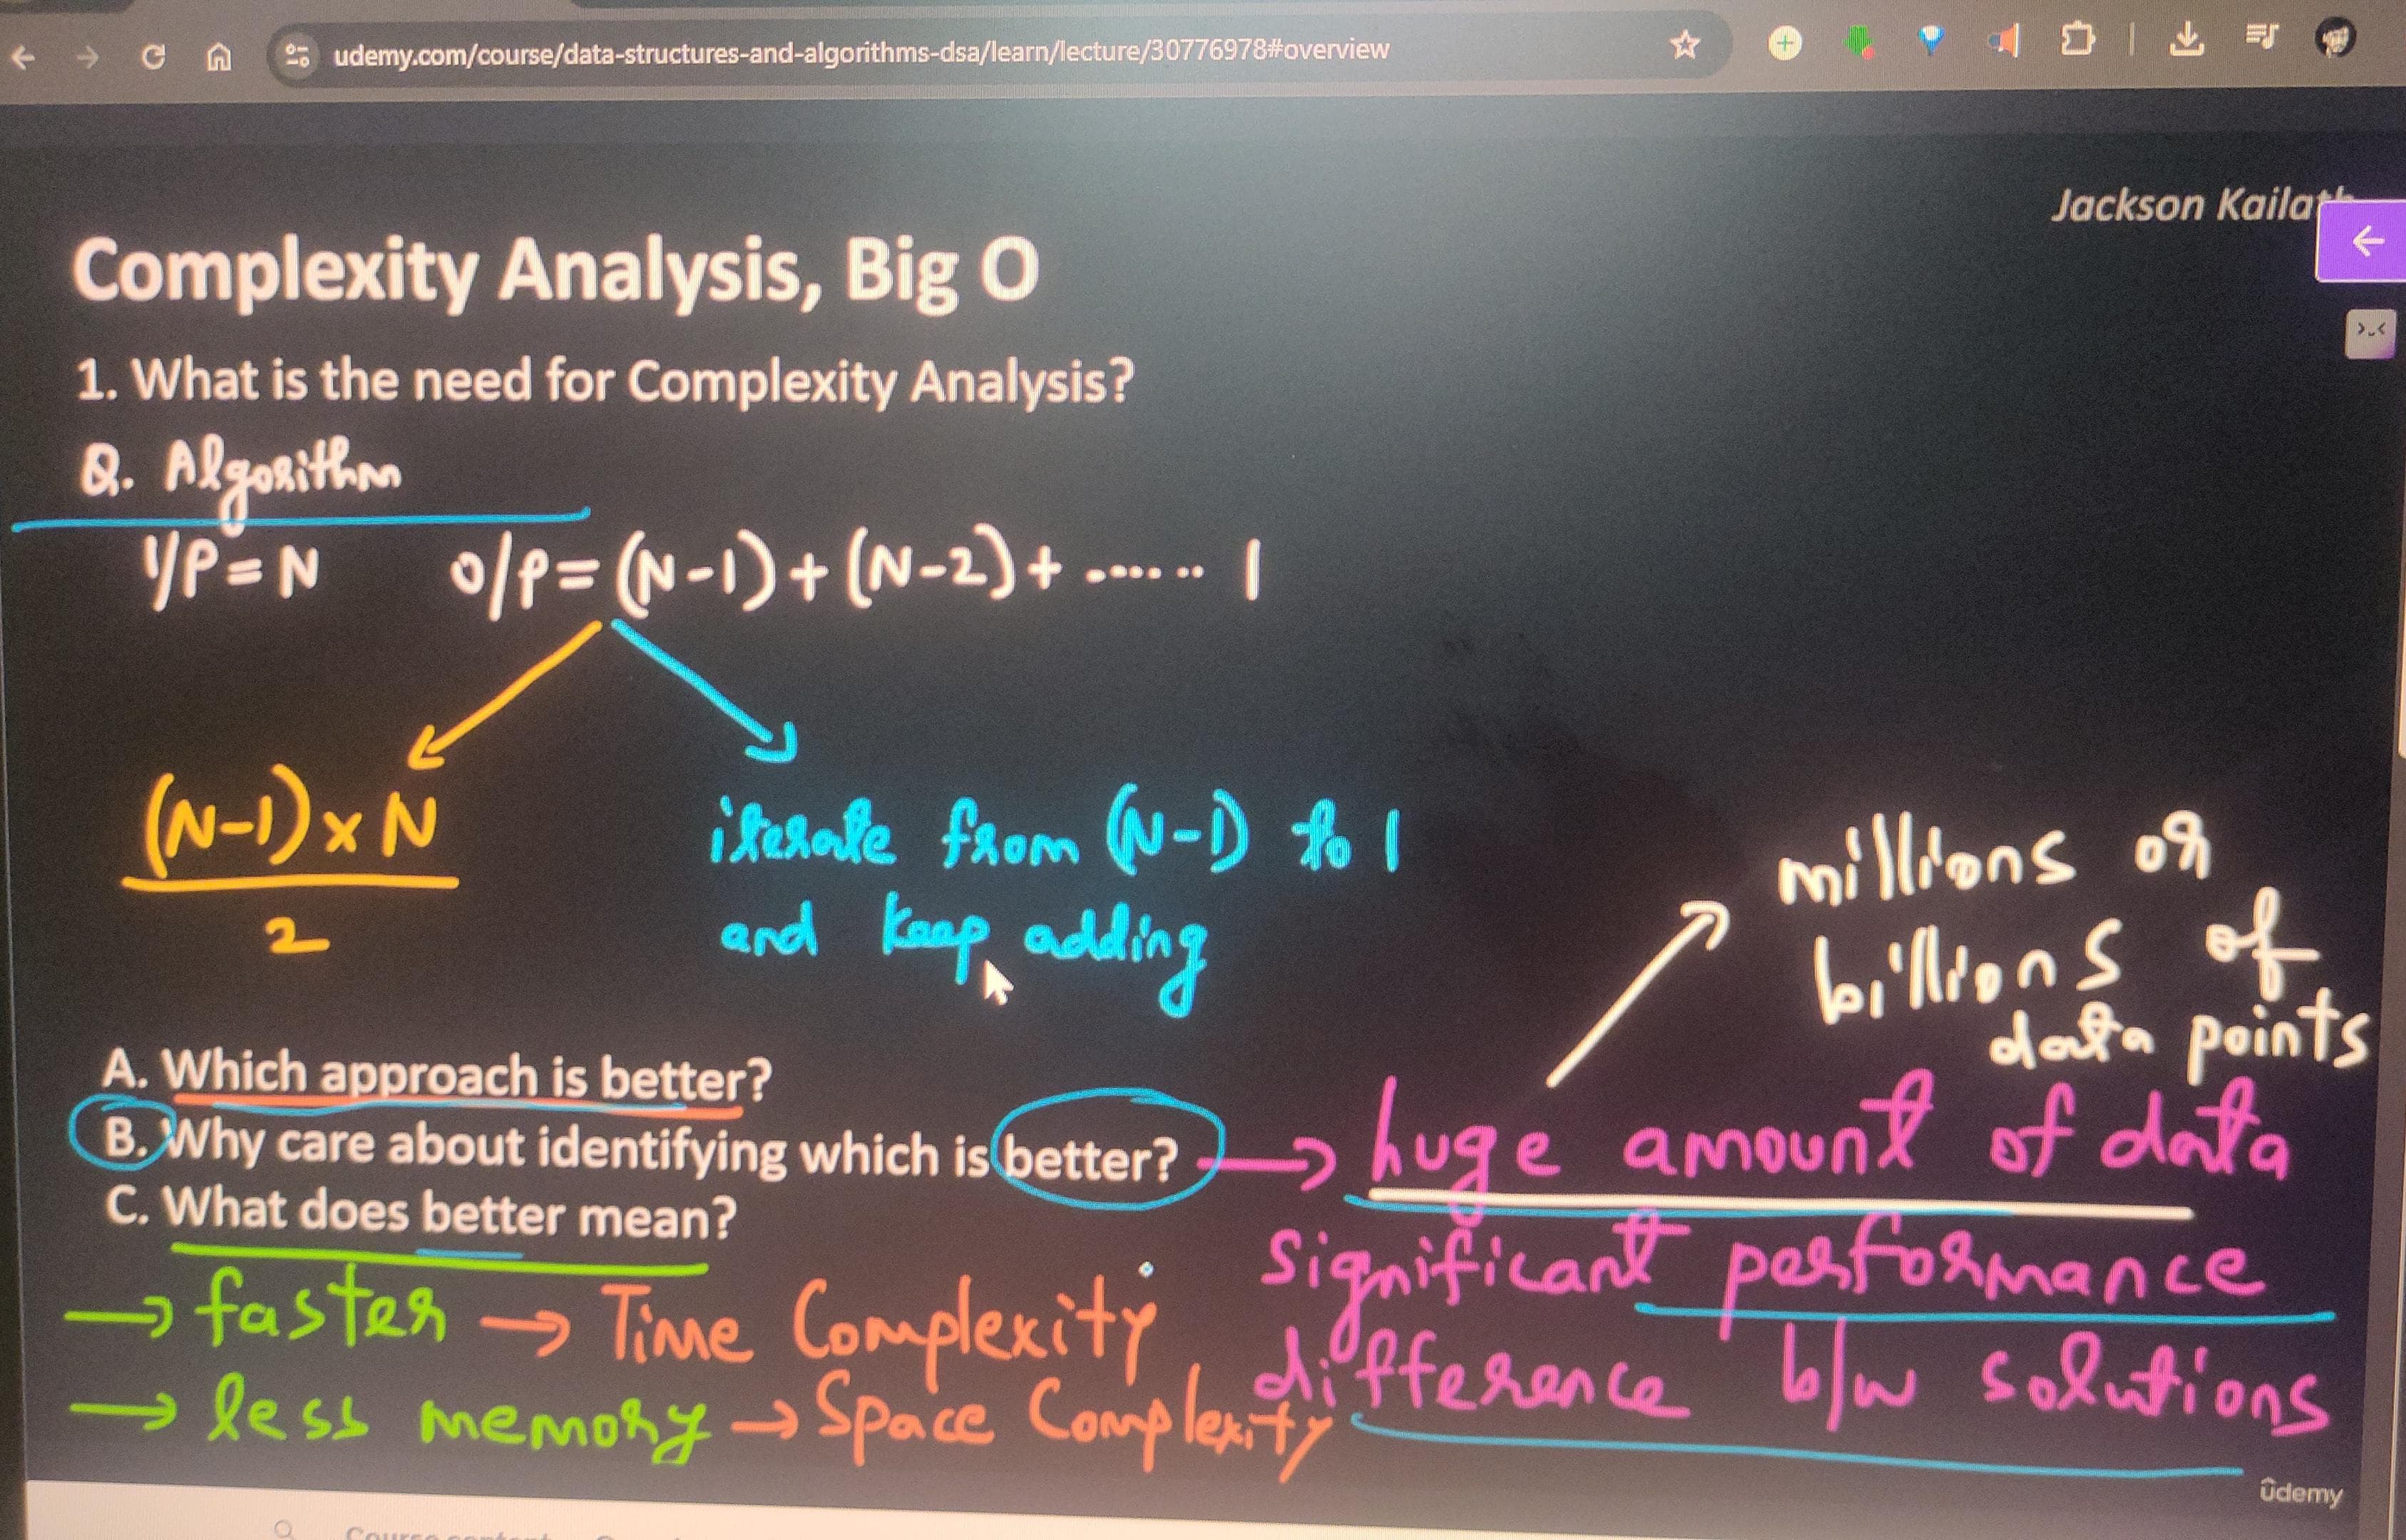 udemy.com/course/data-structures-and-algorithms-dsa/learn/lecture/30776978#overview
Jackson Kailath
Complexity Analysis, Big O
1. What is the need for Complexity Analysis?
Q. Algorithm
I/P = N o/p = (N-1) + (N-2) + ....... 1
(N-1) x N
2
iterate from (N-1) to 1
and keep adding
millions or
billions of
data points
A. Which approach is better?
B. Why care about identifying which is better? → huge amount of data
C. What does better mean?
significant performance
difference b/w solutions
→ faster → Time Complexity
→ less memory → Space Complexity
ûdemy
Course content